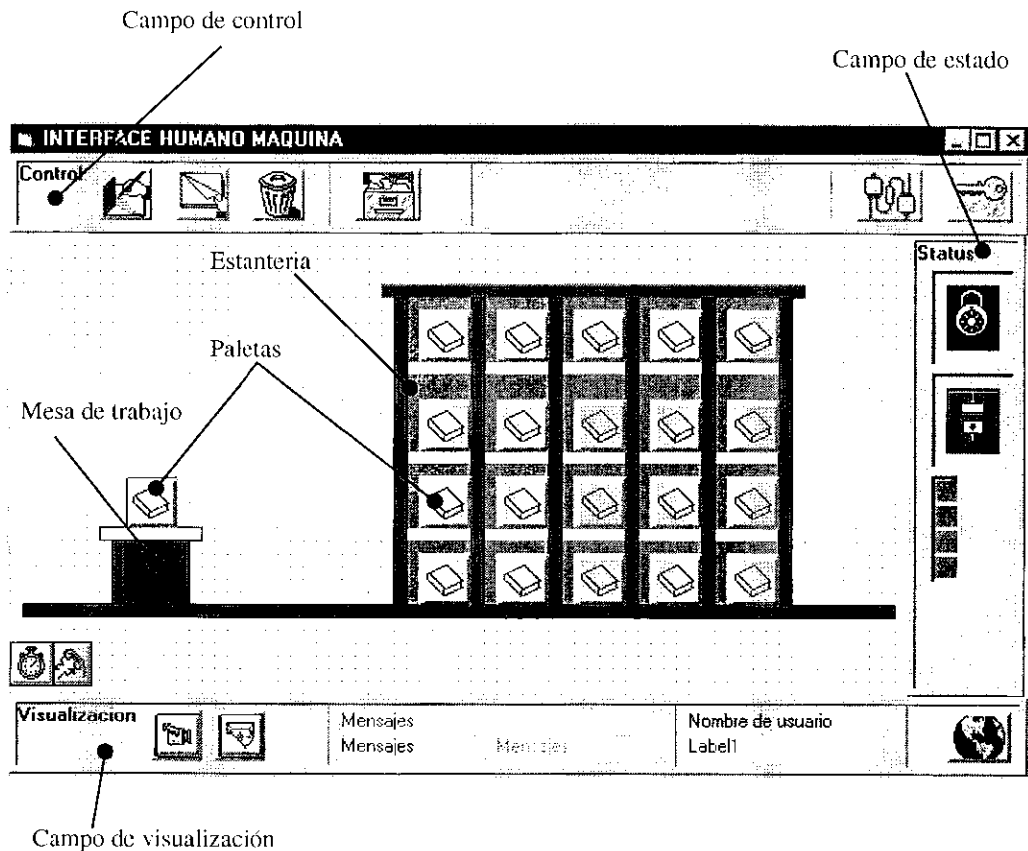 Campo de control
Campo de estado
INTERFACE HUMANO MAQUINA
Control
Status
Estanteria
Paletas
Mesa de trabajo
Visualizacion
Mensajes
Nombre de usuario
Mensajes
Mensajes
Label1
Campo de visualización